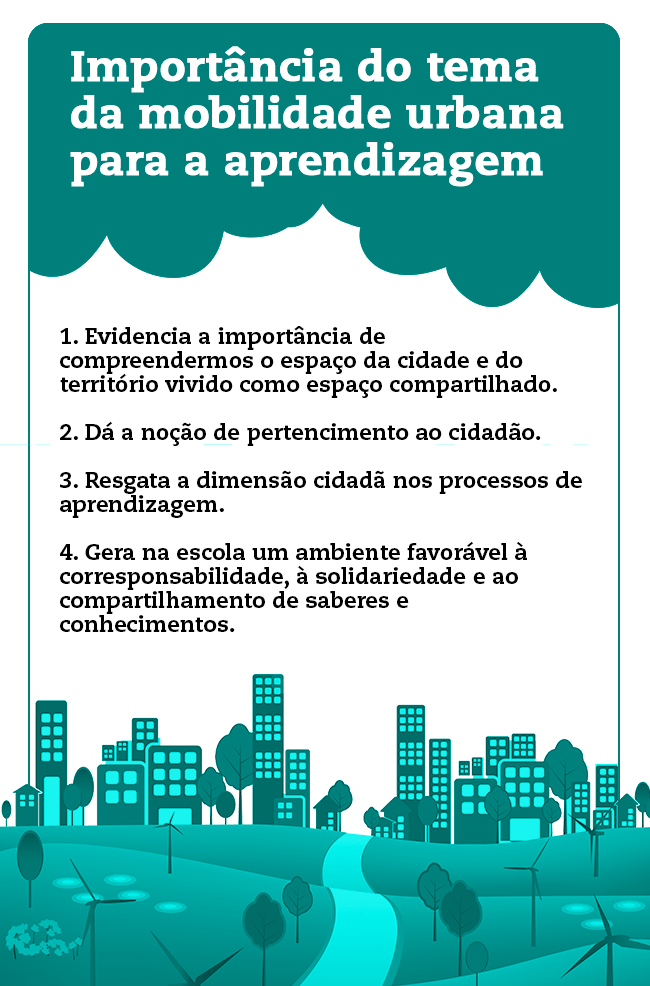 Importância do tema
da mobilidade urbana
para a aprendizagem
1. Evidencia a importância de
compreendermos o espaço da cidade e do
território vivido como espaço compartilhado.
2. Dá a noção de pertencimento ao cidadão.
3. Resgata a dimensão cidadã nos processos de
aprendizagem.
4. Gera na escola um ambiente favorável à
corresponsabilidade, à solidariedade e ao
compartilhamento de saberes e
conhecimentos.